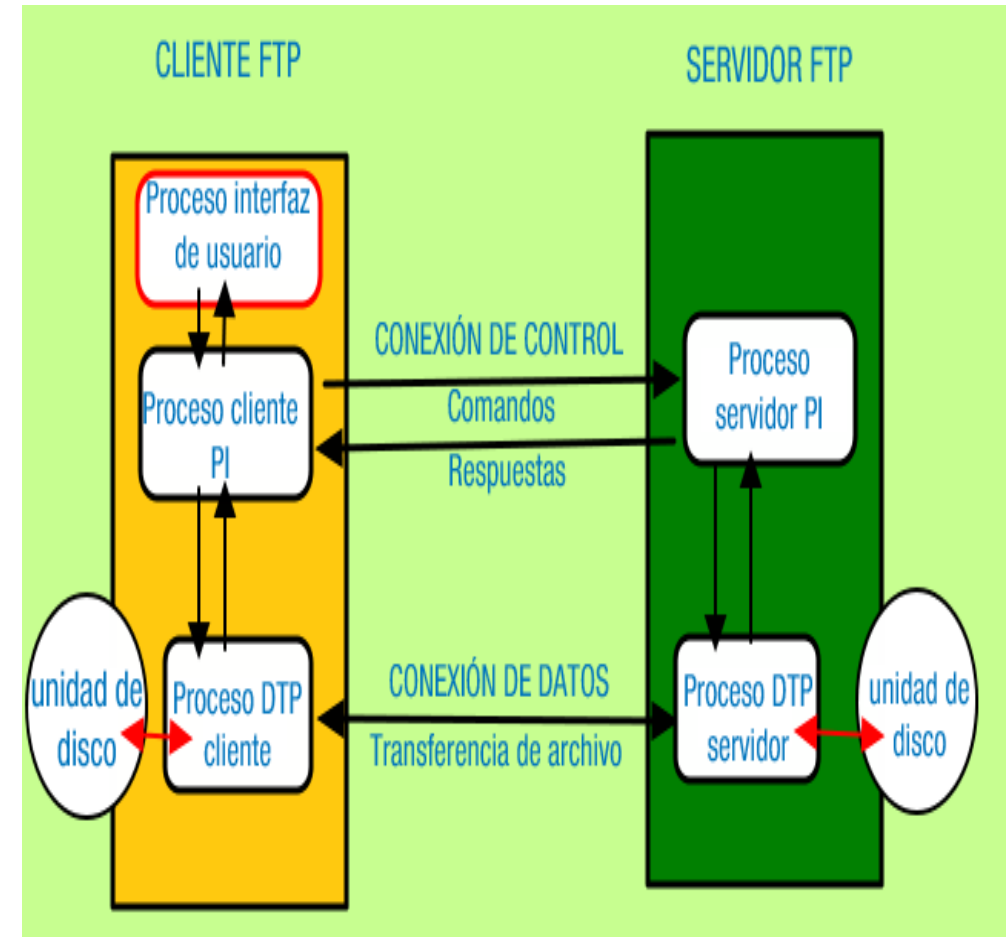 CLIENTE FTP
SERVIDOR FTP
Proceso interfaz
de usuario
CONEXIÓN DE CONTROL
Comandos
Respuestas
Proceso cliente
PI
Proceso
servidor PI
unidad de
disco
Proceso DTP
cliente
CONEXIÓN DE DATOS
Transferencia de archivo
Proceso DTP
servidor
unidad de
disco